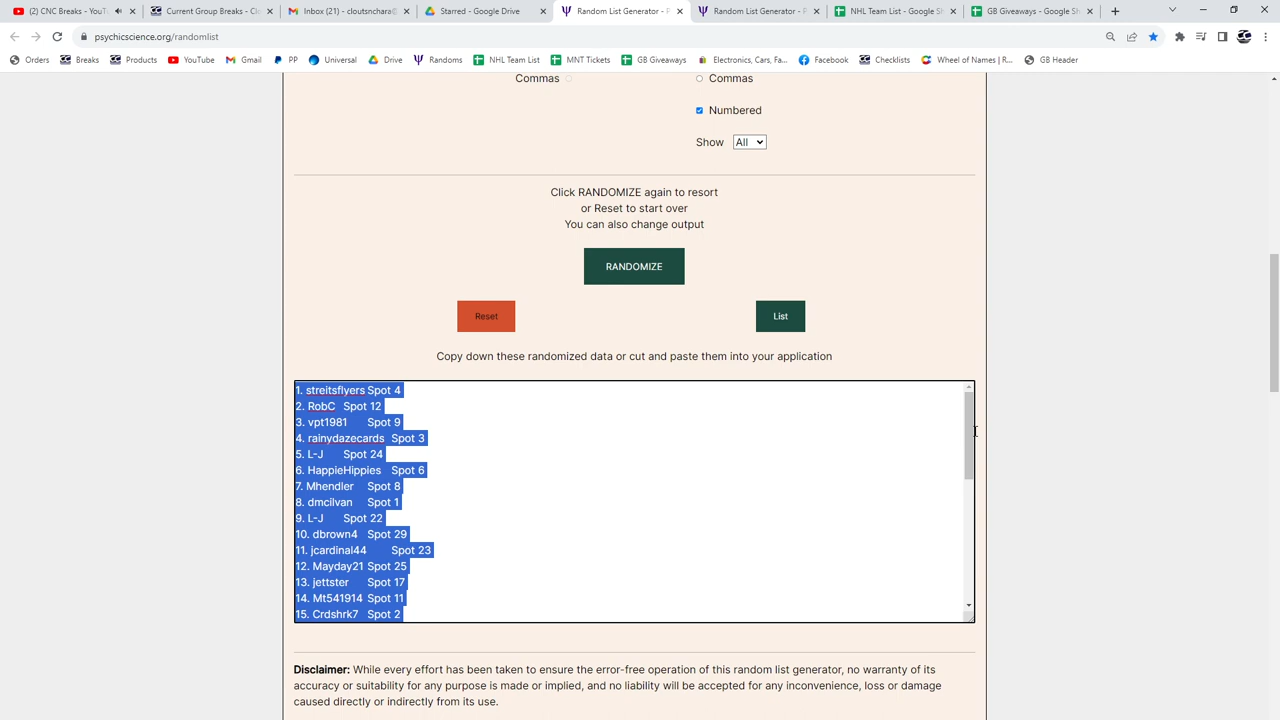 (2) CNC Breaks - YouT
Current Group Breaks - Clo
Inbox (21) - cloutsnchara@
Starred - Google Drive
Random List Generator - R
Random List Generator - R
NHL Team List - Google Sh
GB Giveaways - Google Sh
psychicscience.org/randomlist
Orders Breaks Products YouTube Gmail PP Universal Drive Randoms NHL Team List MNT Tickets GB Giveaways Electronics, Cars, Fa... Facebook Checklists Wheel of Names | R... GB Header
Commas Commas
Numbered
Show All
Click RANDOMIZE again to resort
or Reset to start over
You can also change output
RANDOMIZE
Reset List
Copy down these randomized data or cut and paste them into your application
1. streitsflyers Spot 4
2. RobC Spot 12
3. vpt1981 Spot 9
4. rainydazecards Spot 3
5. L-J Spot 24
6. HappieHippies Spot 6
7. Mhendler Spot 8
8. dmcilvan Spot 1
9. L-J Spot 22
10. dbrown4 Spot 29
11. jcardinal44 Spot 23
12. Mayday21 Spot 25
13. jettster Spot 17
14. Mt541914 Spot 11
15. Crdshrk7 Spot 2
Disclaimer: While every effort has been taken to ensure the error-free operation of this random list generator, no warranty of its
accuracy or suitability for any purpose is made or implied, and no liability will be accepted for any inconvenience, loss or damage
caused directly or indirectly from its use.